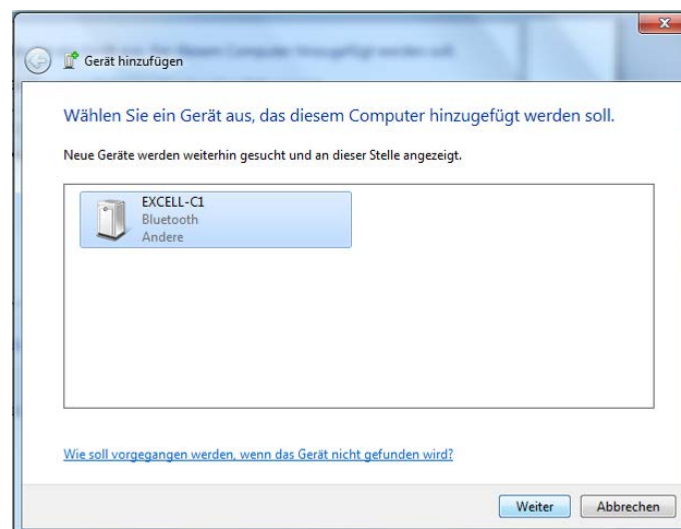 Gerät hinzufügen
Wählen Sie ein Gerät aus, das diesem Computer hinzugefügt werden soll.
Neue Geräte werden weiterhin gesucht und an dieser Stelle angezeigt.
EXCELL-C1
Bluetooth
Andere
Wie soll vorgegangen werden, wenn das Gerät nicht gefunden wird?
Weiter
Abbrechen